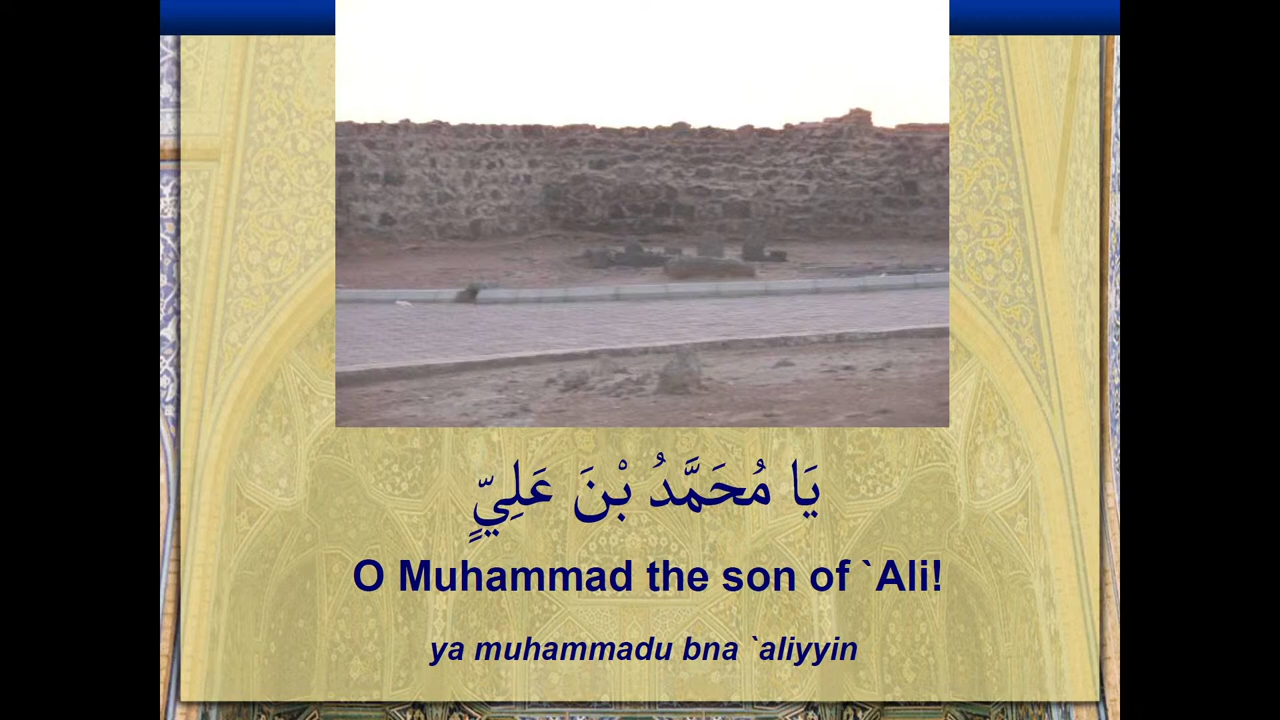 يَا مُحَمَّدُ بْنَ عَلِيٍّ
O Muhammad the son of `Ali!
ya muhammadu bna `aliyyin